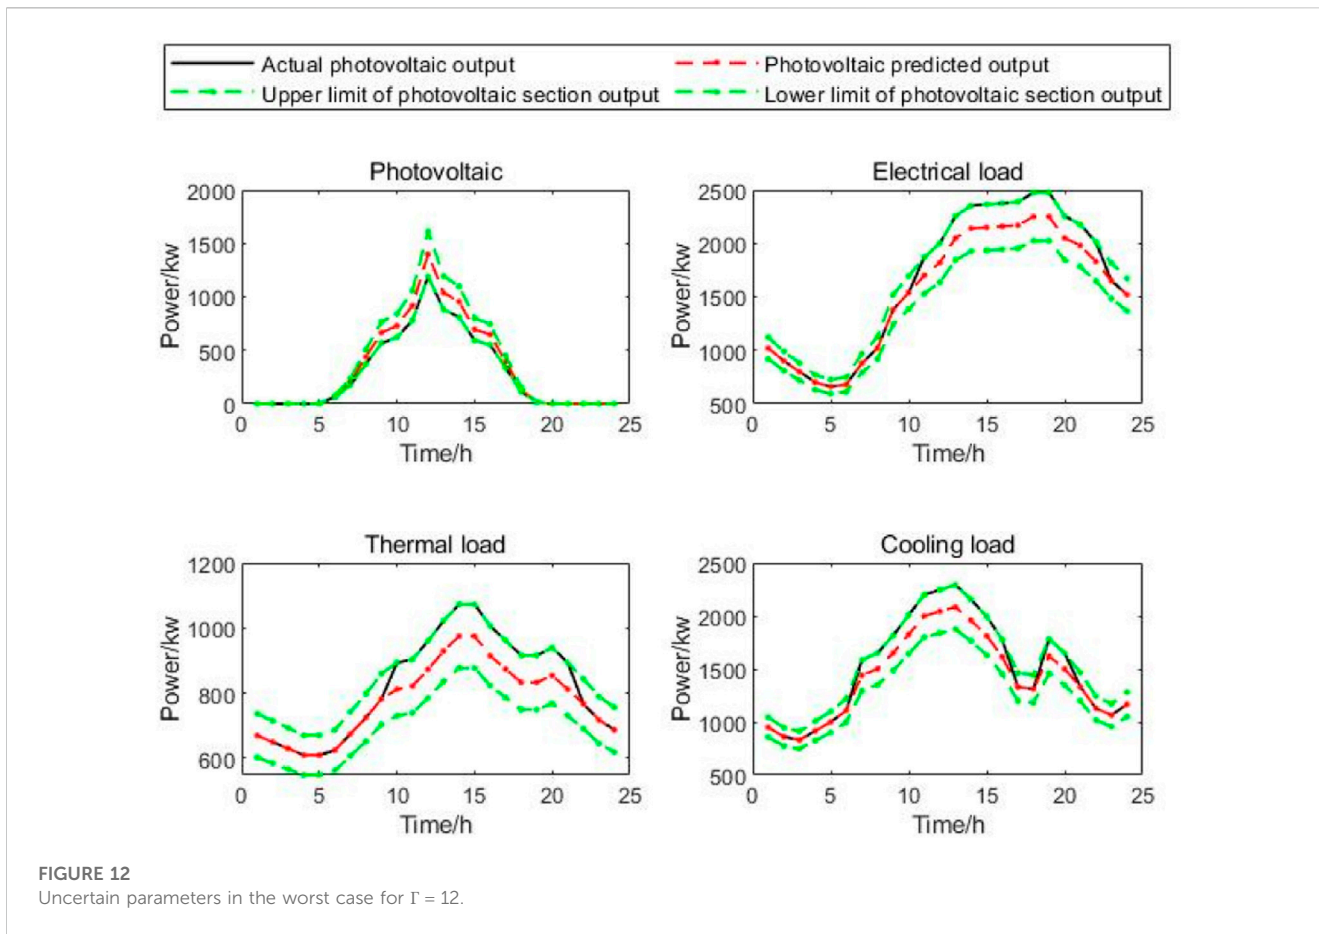 Actual photovoltaic output
Photovoltaic predicted output
Upper limit of photovoltaic section output
Lower limit of photovoltaic section output
Photovoltaic
2000
1500
1000
500
0
Power/kw
0 5 10 15 20 25
Time/h
Electrical load
2500
2000
1500
1000
500
Power/kw
0 5 10 15 20 25
Time/h
Thermal load
1200
1000
800
600
Power/kw
0 5 10 15 20 25
Time/h
Cooling load
2500
2000
1500
1000
500
Power/kw
0 5 10 15 20 25
Time/h
FIGURE 12
Uncertain parameters in the worst case for Γ = 12.